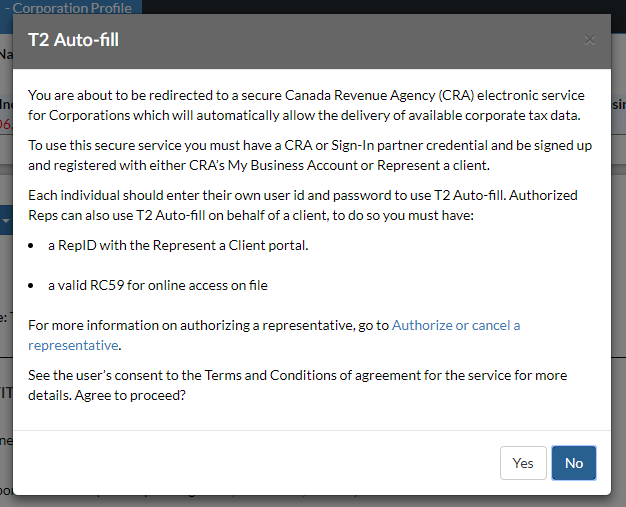 - Corporation Profile
T2 Auto-fill
×
You are about to be redirected to a secure Canada Revenue Agency (CRA) electronic service
for Corporations which will automatically allow the delivery of available corporate tax data.
To use this secure service you must have a CRA or Sign-In partner credential and be signed up
and registered with either CRA's My Business Account or Represent a client.
Each individual should enter their own user id and password to use T2 Auto-fill. Authorized
Reps can also use T2 Auto-fill on behalf of a client, to do so you must have:
• a RepID with the Represent a Client portal.
• a valid RC59 for online access on file
For more information on authorizing a representative, go to Authorize or cancel a
representative.
See the user's consent to the Terms and Conditions of agreement for the service for more
details. Agree to proceed?
Yes No